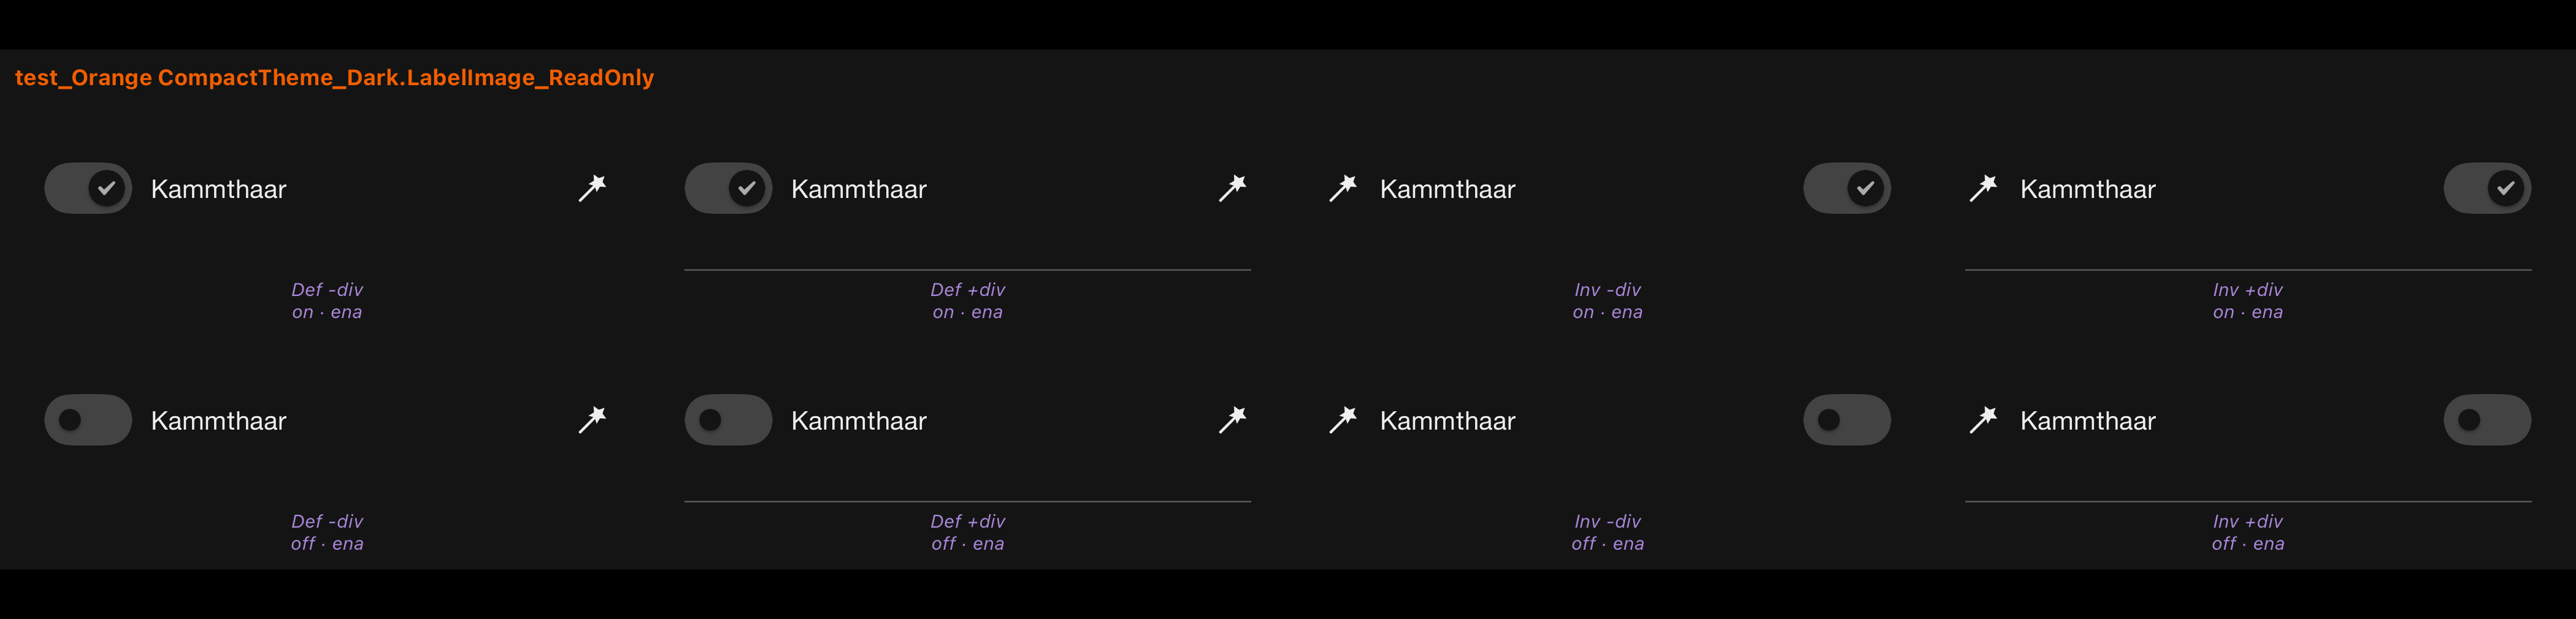 test_Orange CompactTheme_Dark.LabelImage_ReadOnly
Kammthaar
Kammthaar
Kammthaar
Kammthaar
Def -div
on · ena
Def +div
on · ena
Inv -div
on · ena
Inv +div
on · ena
Kammthaar
Kammthaar
Kammthaar
Kammthaar
Def -div
off · ena
Def +div
off · ena
Inv -div
off · ena
Inv +div
off · ena